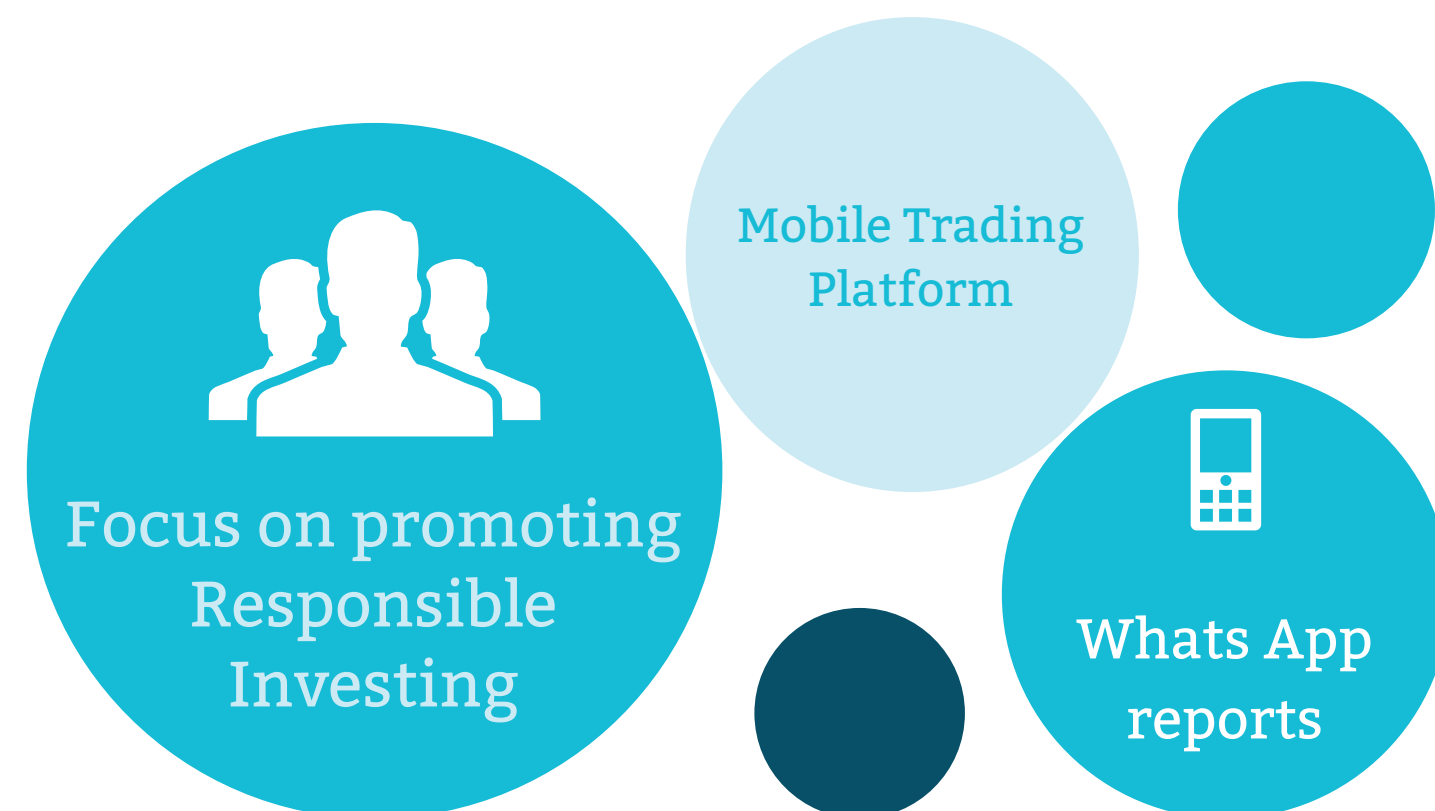 Focus on promoting
Responsible
Investing
Mobile Trading
Platform
Whats App
reports